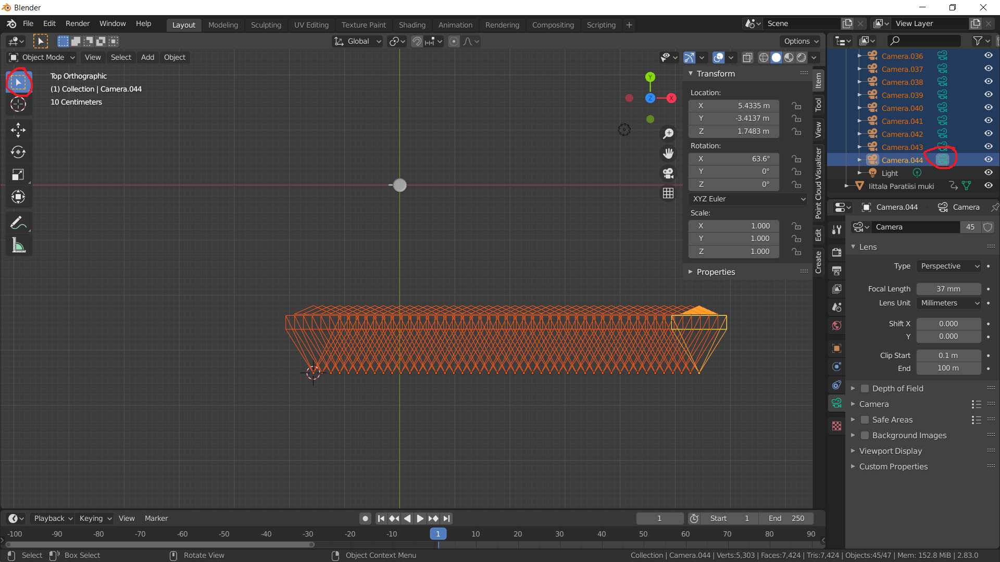 Blender
File Edit Render Window Help Layout Modeling Sculpting UV Editing Texture Paint Shading Animation Rendering Compositing Scripting + Scene View Layer
Global Options
Object Mode View Select Add Object
Top Orthographic
(1) Collection | Camera.044
10 Centimeters
Y
Z
X
Transform
Location:
X 5.4335 m
Y -3.4137 m
Z 1.7483 m
Rotation:
X 63.6°
Y 0°
Z 0°
XYZ Euler
Scale:
X 1.000
Y 1.000
Z 1.000
Properties
Item
Tool
View
Point Cloud Visualizer
Edit
Create
Camera.036
Camera.037
Camera.038
Camera.039
Camera.040
Camera.041
Camera.042
Camera.043
Camera.044
Light
Iittala Paratiisi muki
Camera.044 Camera
Camera 45
Lens
Type Perspective
Focal Length 37 mm
Lens Unit Millimeters
Shift X 0.000
Y 0.000
Clip Start 0.1 m
End 100 m
Depth of Field
Camera
Safe Areas
Background Images
Viewport Display
Custom Properties
Playback Keying View Marker 1 Start 1 End 250
-100 -90 -80 -70 -60 -50 -40 -30 -20 -10 1 10 20 30 40 50 60 70 80 90
Select Box Select Rotate View Object Context Menu Collection | Camera.044 | Verts:5,303 | Faces:7,424 | Tris:7,424 | Objects:45/47 | Mem: 152.8 MiB | 2.83.0